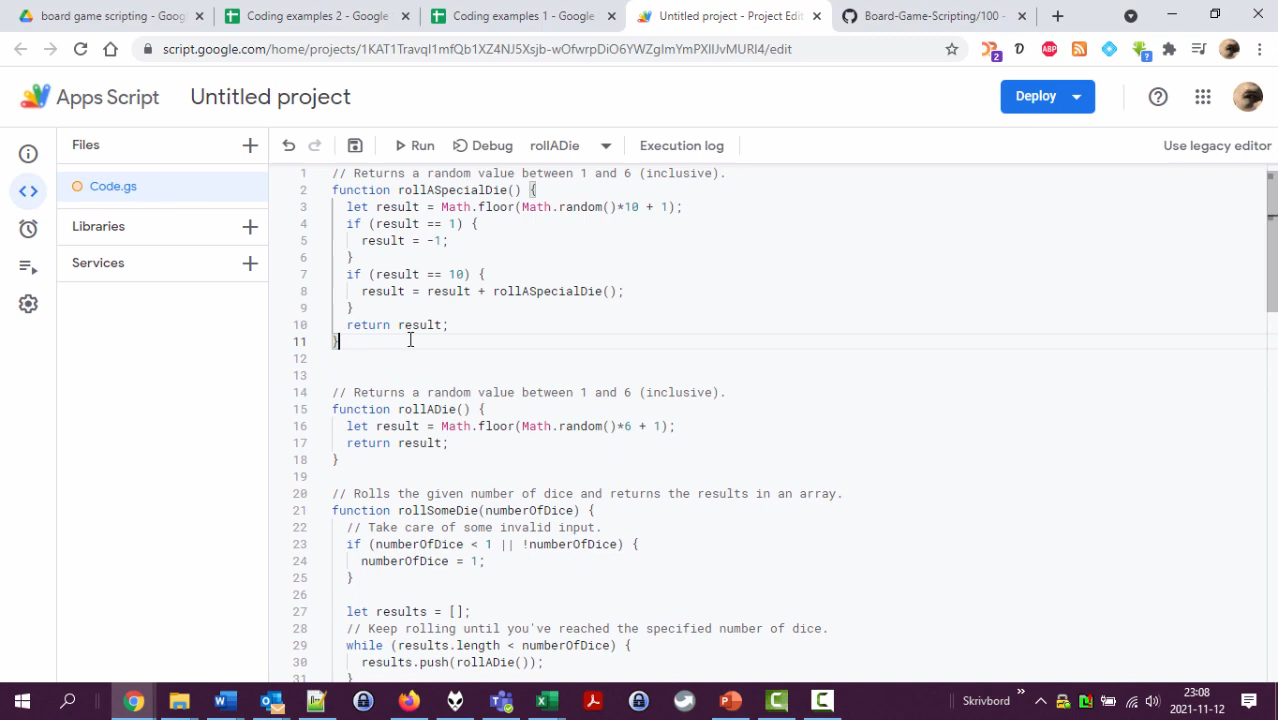 board game scripting - Goog
Coding examples 2 - Google
Coding examples 1 - Google
Untitled project - Project Edit
Board-Game-Scripting/100 -
script.google.com/home/projects/1KAT1Travql1mfQb1XZ4NJ5Xsjb-wOfwrpDiO6YWZglmYmPXIIJvMURl4/edit
Apps Script
Untitled project
Deploy
Files
Run
Debug
rollADie
Execution log
Use legacy editor
Code.gs
Libraries
Services
1 // Returns a random value between 1 and 6 (inclusive).
2 function rollASpecialDie() {
3 let result = Math.floor(Math.random()*10 + 1);
4 if (result == 1) {
5 result = -1;
6 }
7 if (result == 10) {
8 result = result + rollASpecialDie();
9 }
10 return result;
11 }
12
13
14 // Returns a random value between 1 and 6 (inclusive).
15 function rollADie() {
16 let result = Math.floor(Math.random()*6 + 1);
17 return result;
18 }
19
20 // Rolls the given number of dice and returns the results in an array.
21 function rollSomeDie(numberOfDice) {
22 // Take care of some invalid input.
23 if (numberOfDice < 1 || !numberOfDice) {
24 numberOfDice = 1;
25 }
26
27 let results = [];
28 // Keep rolling until you've reached the specified number of dice.
29 while (results.length < numberOfDice) {
30 results.push(rollADie());
31 }
Skrivbord
23:08
2021-11-12